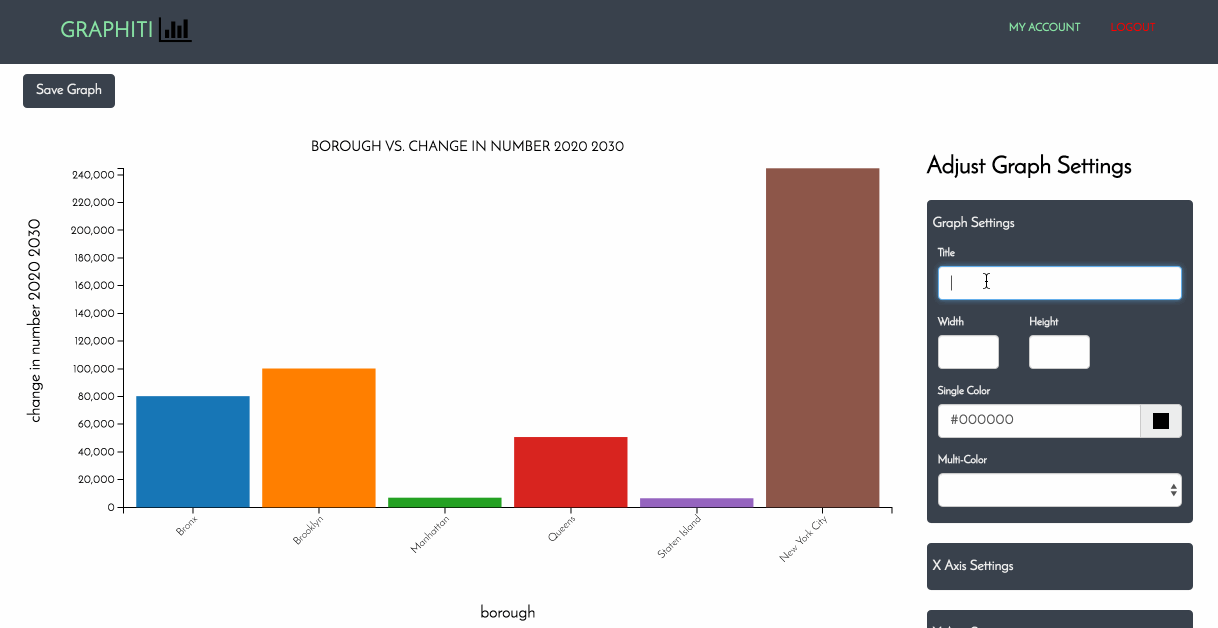 GRAPHITI
MY ACCOUNT
LOGOUT
Save Graph
BOROUGH VS. CHANGE IN NUMBER 2020 2030
change in number 2020 2030
240,000
220,000
200,000
180,000
160,000
140,000
120,000
100,000
80,000
60,000
40,000
20,000
0
Bronx
Brooklyn
Manhattan
Queens
Staten Island
New York City
borough
Adjust Graph Settings
Graph Settings
Title
Width
Height
Single Color
#000000
Multi-Color
X Axis Settings